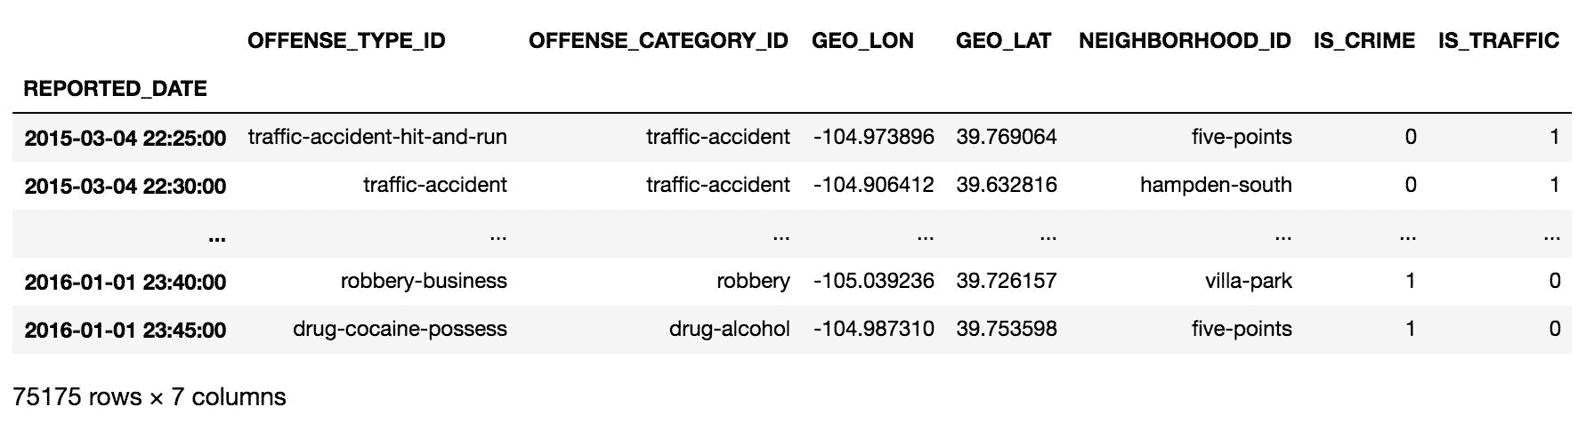 OFFENSE_TYPE_ID OFFENSE_CATEGORY_ID GEO_LON GEO_LAT NEIGHBORHOOD_ID IS_CRIME IS_TRAFFIC
REPORTED_DATE
2015-03-04 22:25:00 traffic-accident-hit-and-run traffic-accident -104.973896 39.769064 five-points 0 1
2015-03-04 22:30:00 traffic-accident traffic-accident -104.906412 39.632816 hampden-south 0 1
... ... ... ... ... ... ... ...
2016-01-01 23:40:00 robbery-business robbery -105.039236 39.726157 villa-park 1 0
2016-01-01 23:45:00 drug-cocaine-possess drug-alcohol -104.987310 39.753598 five-points 1 0
75175 rows × 7 columns